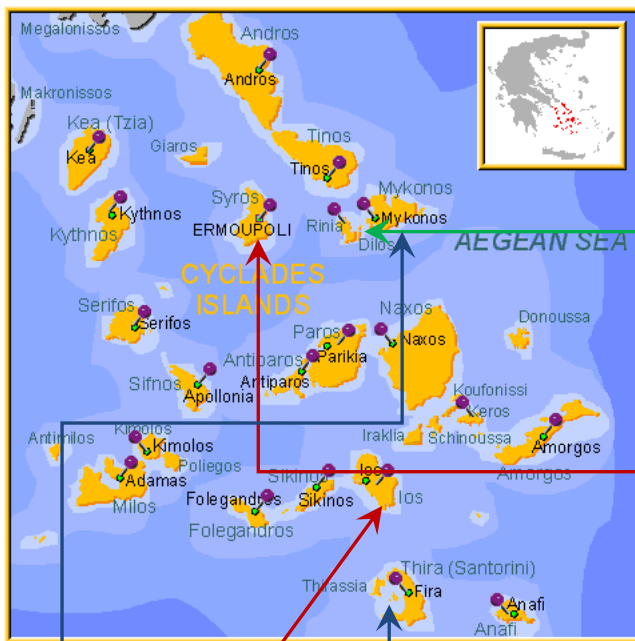 Megalonissos
Andros
Andros
Makronissos
Kea (Tzia)
Kea
Giaros
Tinos
Tinos
Syros
ERMOUPOLI
Mykonos
Mykonos
Rinia
Dilos
Kythnos
Kythnos
AEGEAN SEA
CYCLADES
ISLANDS
Serifos
Serifos
Paros
Parikia
Naxos
Naxos
Donoussa
Antiparos
Antiparos
Sifnos
Apollonia
Koufonissi
Keros
Iraklia
Schinoussa
Amorgos
Amorgos
Antimilos
Kimolos
Kimolos
Poliegos
Adamas
Milos
Folegandros
Folegandros
Sikinos
Sikinos
Ios
Ios
Thira (Santorini)
Thirassia
Fira
Anafi
Anafi